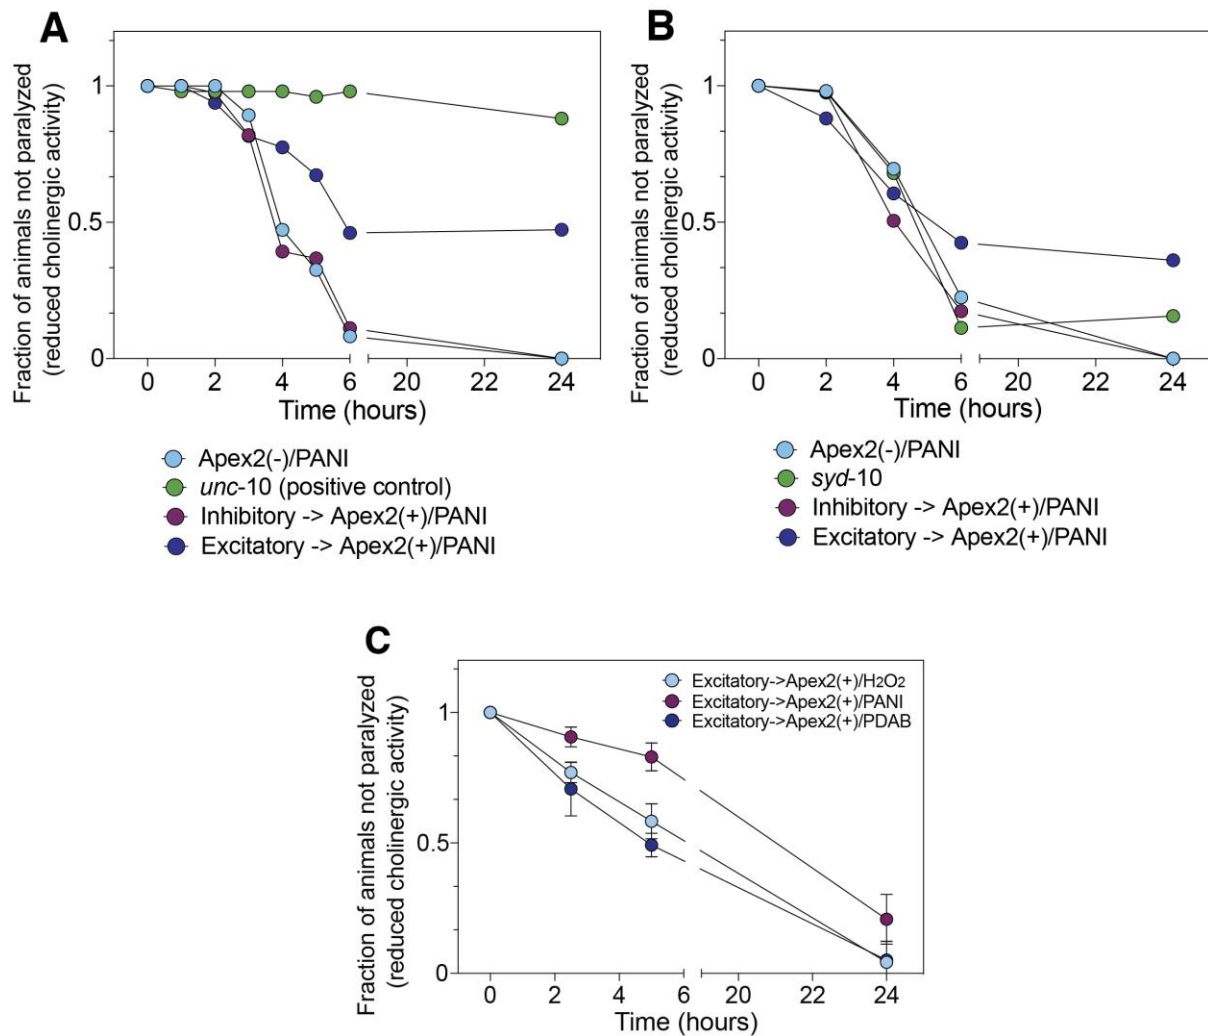 A
Fraction of animals not paralyzed
(reduced cholinergic activity)
1
0.5
0
0 2 4 6 20 22 24
Time (hours)
Apex2(-)/PANI
unc-10 (positive control)
Inhibitory -> Apex2(+)/PANI
Excitatory -> Apex2(+)/PANI
B
Fraction of animals not paralyzed
(reduced cholinergic activity)
1
0.5
0
0 2 4 6 20 22 24
Time (hours)
Apex2(-)/PANI
syd-10
Inhibitory -> Apex2(+)/PANI
Excitatory -> Apex2(+)/PANI
C
Fraction of animals not paralyzed
(reduced cholinergic activity)
Excitatory->Apex2(+)/H2O2
Excitatory->Apex2(+)/PANI
Excitatory->Apex2(+)/PDAB
1
0.5
0
0 2 4 6 20 22 24
Time (hours)